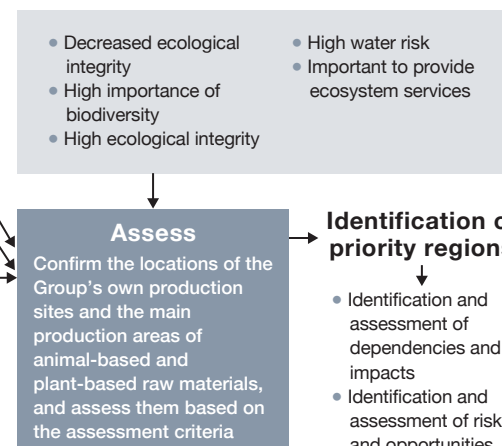 • Decreased ecological
integrity
• High importance of
biodiversity
• High ecological integrity
• High water risk
• Important to provide
ecosystem services
Assess
Confirm the locations of the
Group's own production
sites and the main
production areas of
animal-based and
plant-based raw materials,
and assess them based on
the assessment criteria
Identification
priority
• Identification and
assessment of
dependencies and
impacts
• Identification and
assessment of risk
and opportunities